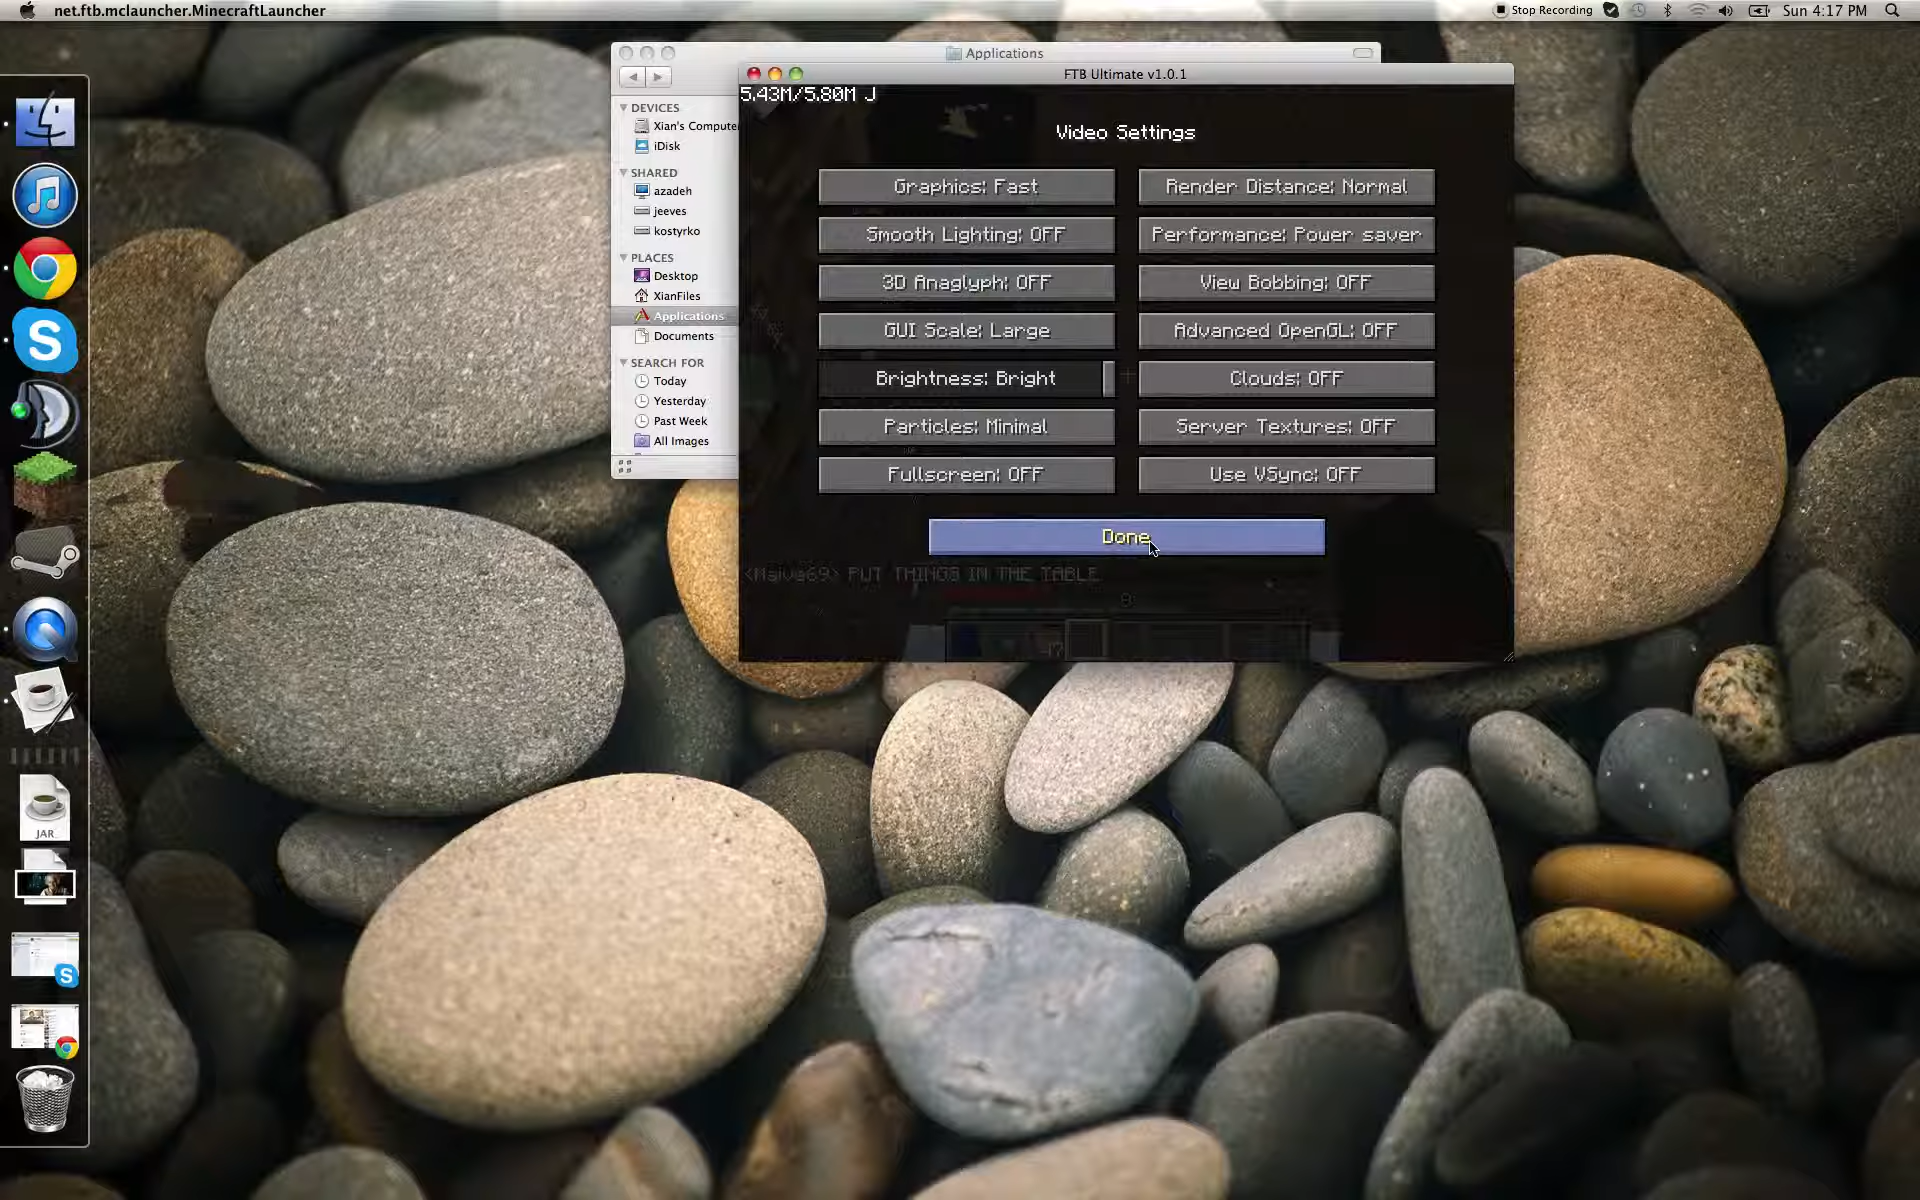 net.ftb.mclauncher.MinecraftLauncher
Stop Recording
Sun 4:17 PM
Applications
DEVICES
Xian's Compute
iDisk
SHARED
azadeh
jeeves
kostyrko
PLACES
Desktop
XianFiles
Applications
Documents
SEARCH FOR
Today
Yesterday
Past Week
All Images
FTB Ultimate v1.0.1
5.43M/5.80M J
Video Settings
Graphics: Fast
Render Distance: Normal
Smooth Lighting: OFF
Performance: Power saver
3D Anaglyph: OFF
View Bobbing: OFF
GUI Scale: Large
Advanced OpenGL: OFF
Brightness: Bright
Clouds: OFF
Particles: Minimal
Server Textures: OFF
Fullscreen: OFF
Use VSync: OFF
Done
PUT THINGS IN THE TABLE
47
JAR